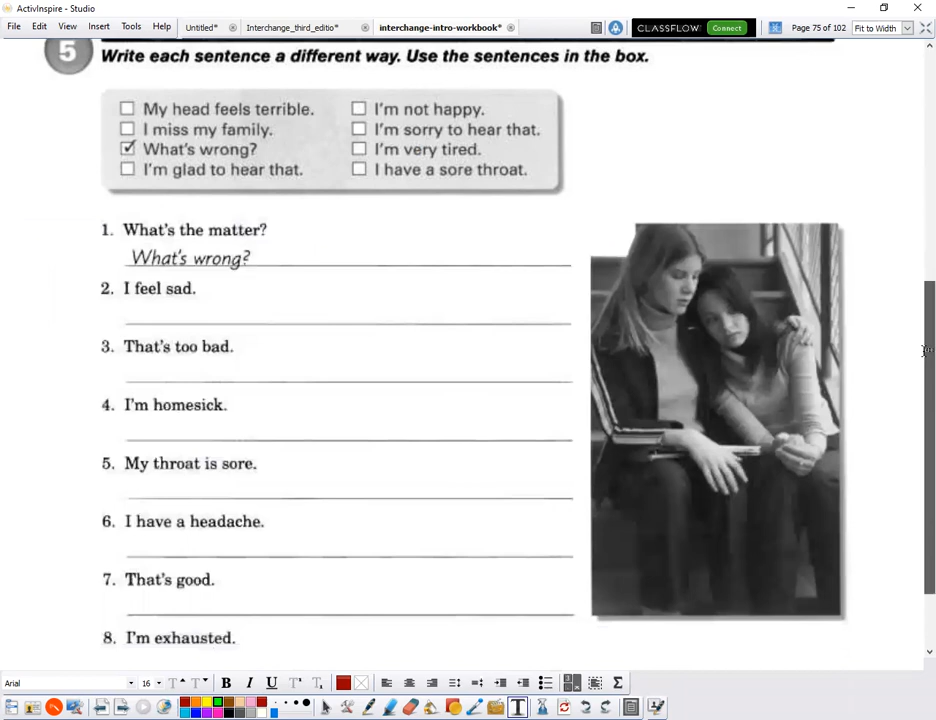 ActivInspire - Studio
File Edit View Insert Tools Help Untitled* Interchange_third_editio* interchange-intro-workbook* CLASSFLOW Connect Page 75 of 102 Fit to Width
5 Write each sentence a different way. Use the sentences in the box.
My head feels terrible. I'm not happy.
I miss my family. I'm sorry to hear that.
What's wrong? I'm very tired.
I'm glad to hear that. I have a sore throat.
1. What's the matter?
What's wrong?
2. I feel sad.
3. That's too bad.
4. I'm homesick.
5. My throat is sore.
6. I have a headache.
7. That's good.
8. I'm exhausted.
Arial 16 B I U